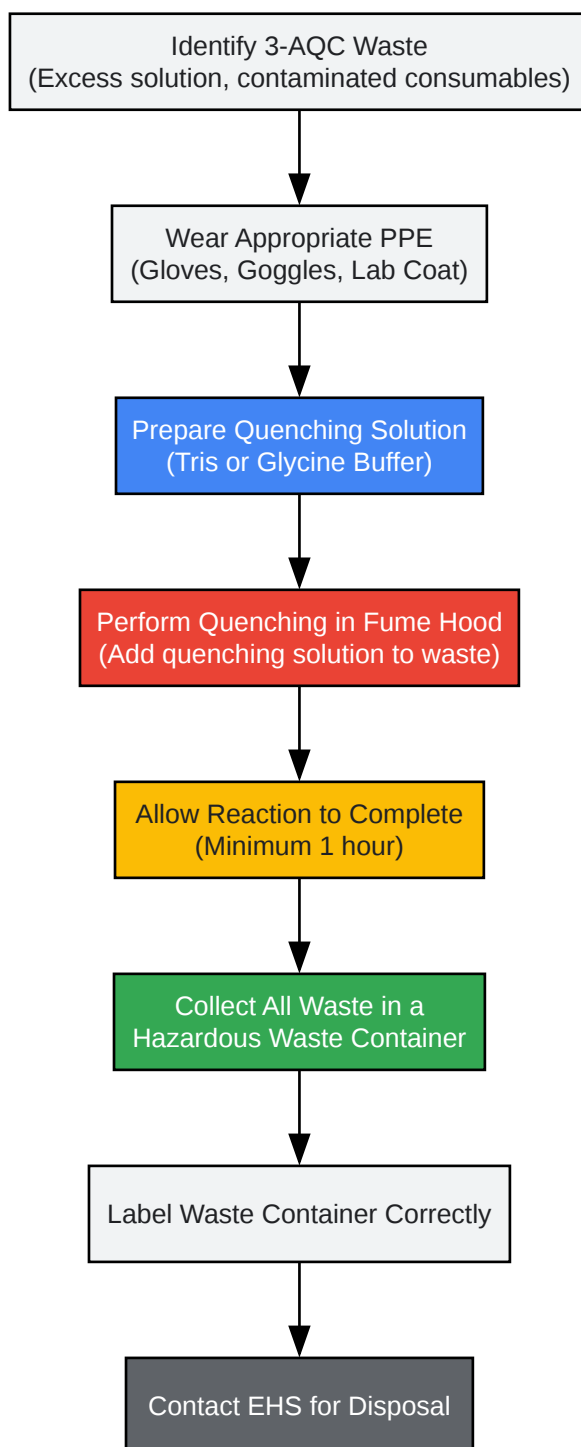 Identify 3-AQC Waste
(Excess solution, contaminated consumables)
Wear Appropriate PPE
(Gloves, Goggles, Lab Coat)
Prepare Quenching Solution
(Tris or Glycine Buffer)
Perform Quenching in Fume Hood
(Add quenching solution to waste)
Allow Reaction to Complete
(Minimum 1 hour)
Collect All Waste in a
Hazardous Waste Container
Label Waste Container Correctly
Contact EHS for Disposal